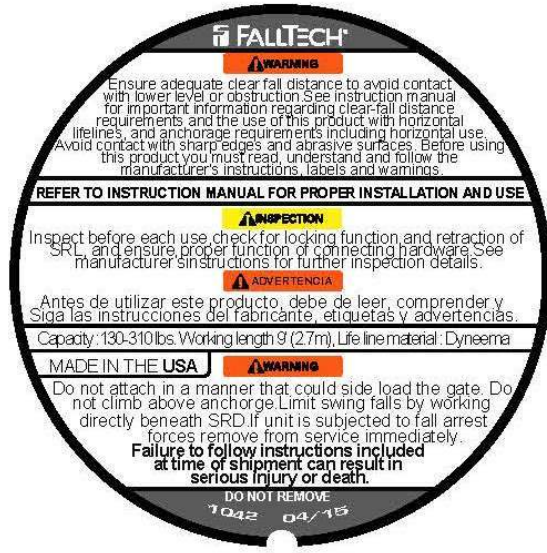 FALLTECH
WARNING
Ensure adequate clear fall distance to avoid contact
with lower level or obstruction.See instruction manual
for important information regarding clear-fall distance
requirements and the use of this product with horizontal
lifelines, and anchorage requirements including horizontal use.
Avoid contact with sharp edges and abrasive surfaces. Before using
this product you must read, understand and follow the
manufacturer's instructions, labels and warnings.
REFER TO INSTRUCTION MANUAL FOR PROPER INSTALLATION AND USE
INSPECTION
Inspect before each use,check for locking function,and retraction of
SRL, and ensure proper function of connecting hardware.See
manufacturer sinstructions for further inspection details.
ADVERTENCIA
Antes de utilizar este producto, debe de leer, comprender y
Siga las instrucciones del fabricante, etiquetas y advertencias.
Capacity: 130-310 lbs. Working length 9' (2.7m), Life line material : Dyneema
MADE IN THE USA
WARNING
Do not attach in a manner that could side load the gate. Do
not climb above anchorge.Limit swing falls by working
directly beneath SRD.If unit is subjected to fall arrest
forces remove from service immediately.
Failure to follow instructions included
at time of shipment can result in
serious injury or death.
DO NOT REMOVE
1042 04/15